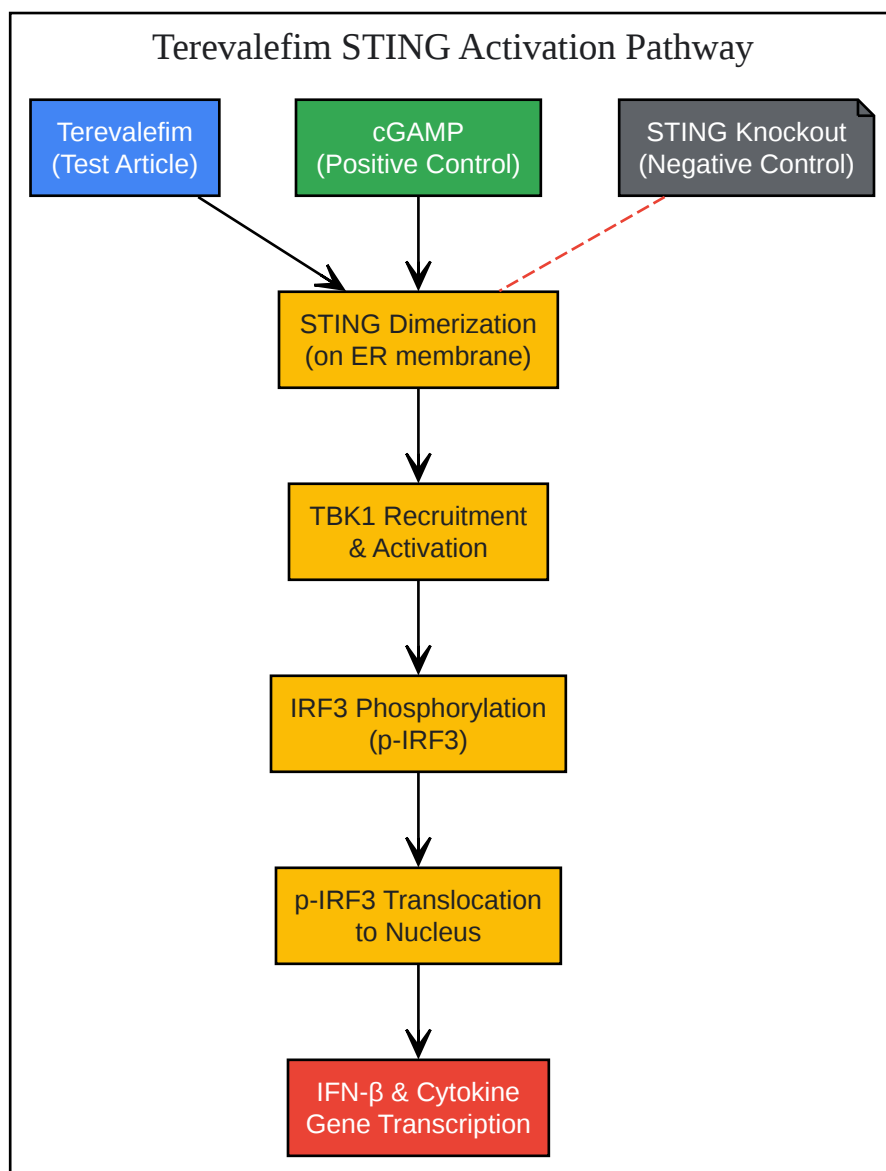 Terevalefim STING Activation Pathway
Terevalefim
(Test Article)
cGAMP
(Positive Control)
STING Knockout
(Negative Control)
STING Dimerization
(on ER membrane)
TBK1 Recruitment
& Activation
IRF3 Phosphorylation
(p-IRF3)
p-IRF3 Translocation
to Nucleus
IFN-β & Cytokine
Gene Transcription